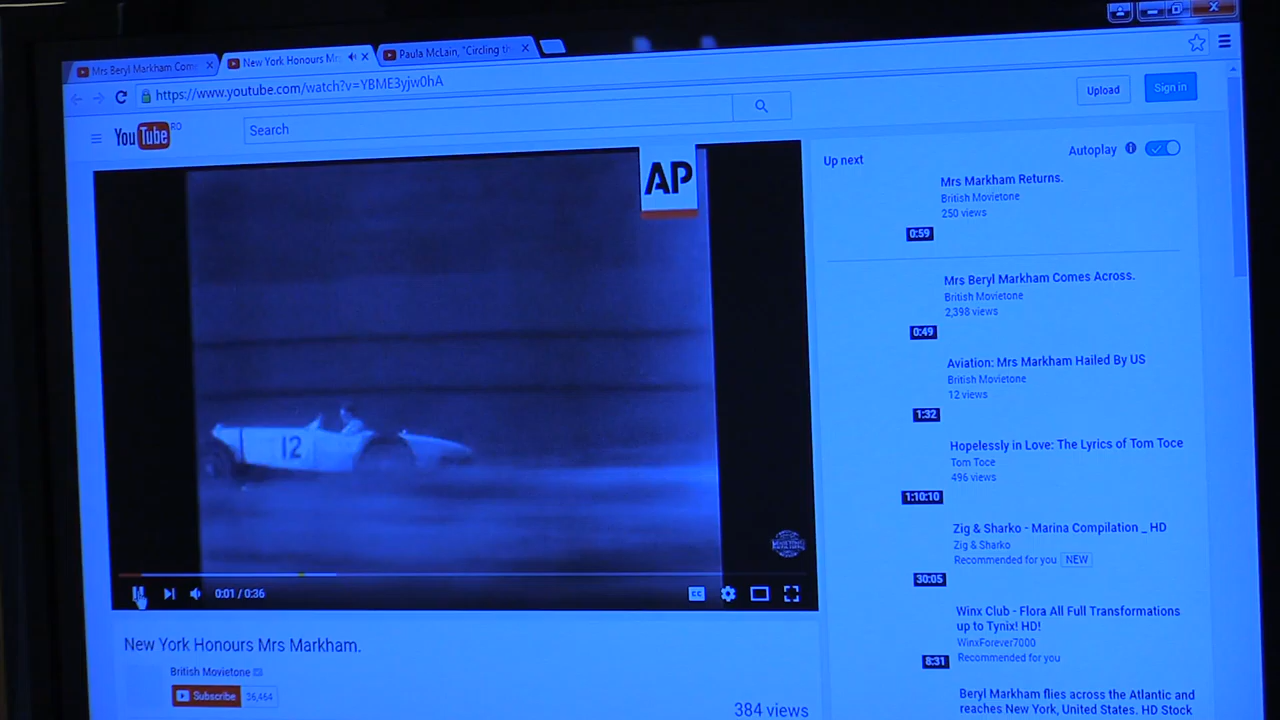 Mrs Beryl Markham Com
New York Honours Mr
Paula McLain, "Circling th
https://www.youtube.com/watch?v=YBME3yjw0hA
YouTube RO
Search
Upload
Sign in
AP
12
0:01 / 0:36
CC
New York Honours Mrs Markham.
British Movietone
Subscribe 36,464
384 views
Up next
Autoplay
Mrs Markham Returns.
British Movietone
250 views
0:59
Mrs Beryl Markham Comes Across.
British Movietone
2,398 views
0:49
Aviation: Mrs Markham Hailed By US
British Movietone
12 views
1:32
Hopelessly in Love: The Lyrics of Tom Toce
Tom Toce
496 views
1:10:10
Zig & Sharko - Marina Compilation _ HD
Zig & Sharko
Recommended for you NEW
30:05
Winx Club - Flora All Full Transformations
up to Tynix! HD!
WinxForever7000
Recommended for you
8:31
Beryl Markham flies across the Atlantic and
reaches New York, United States. HD Stock